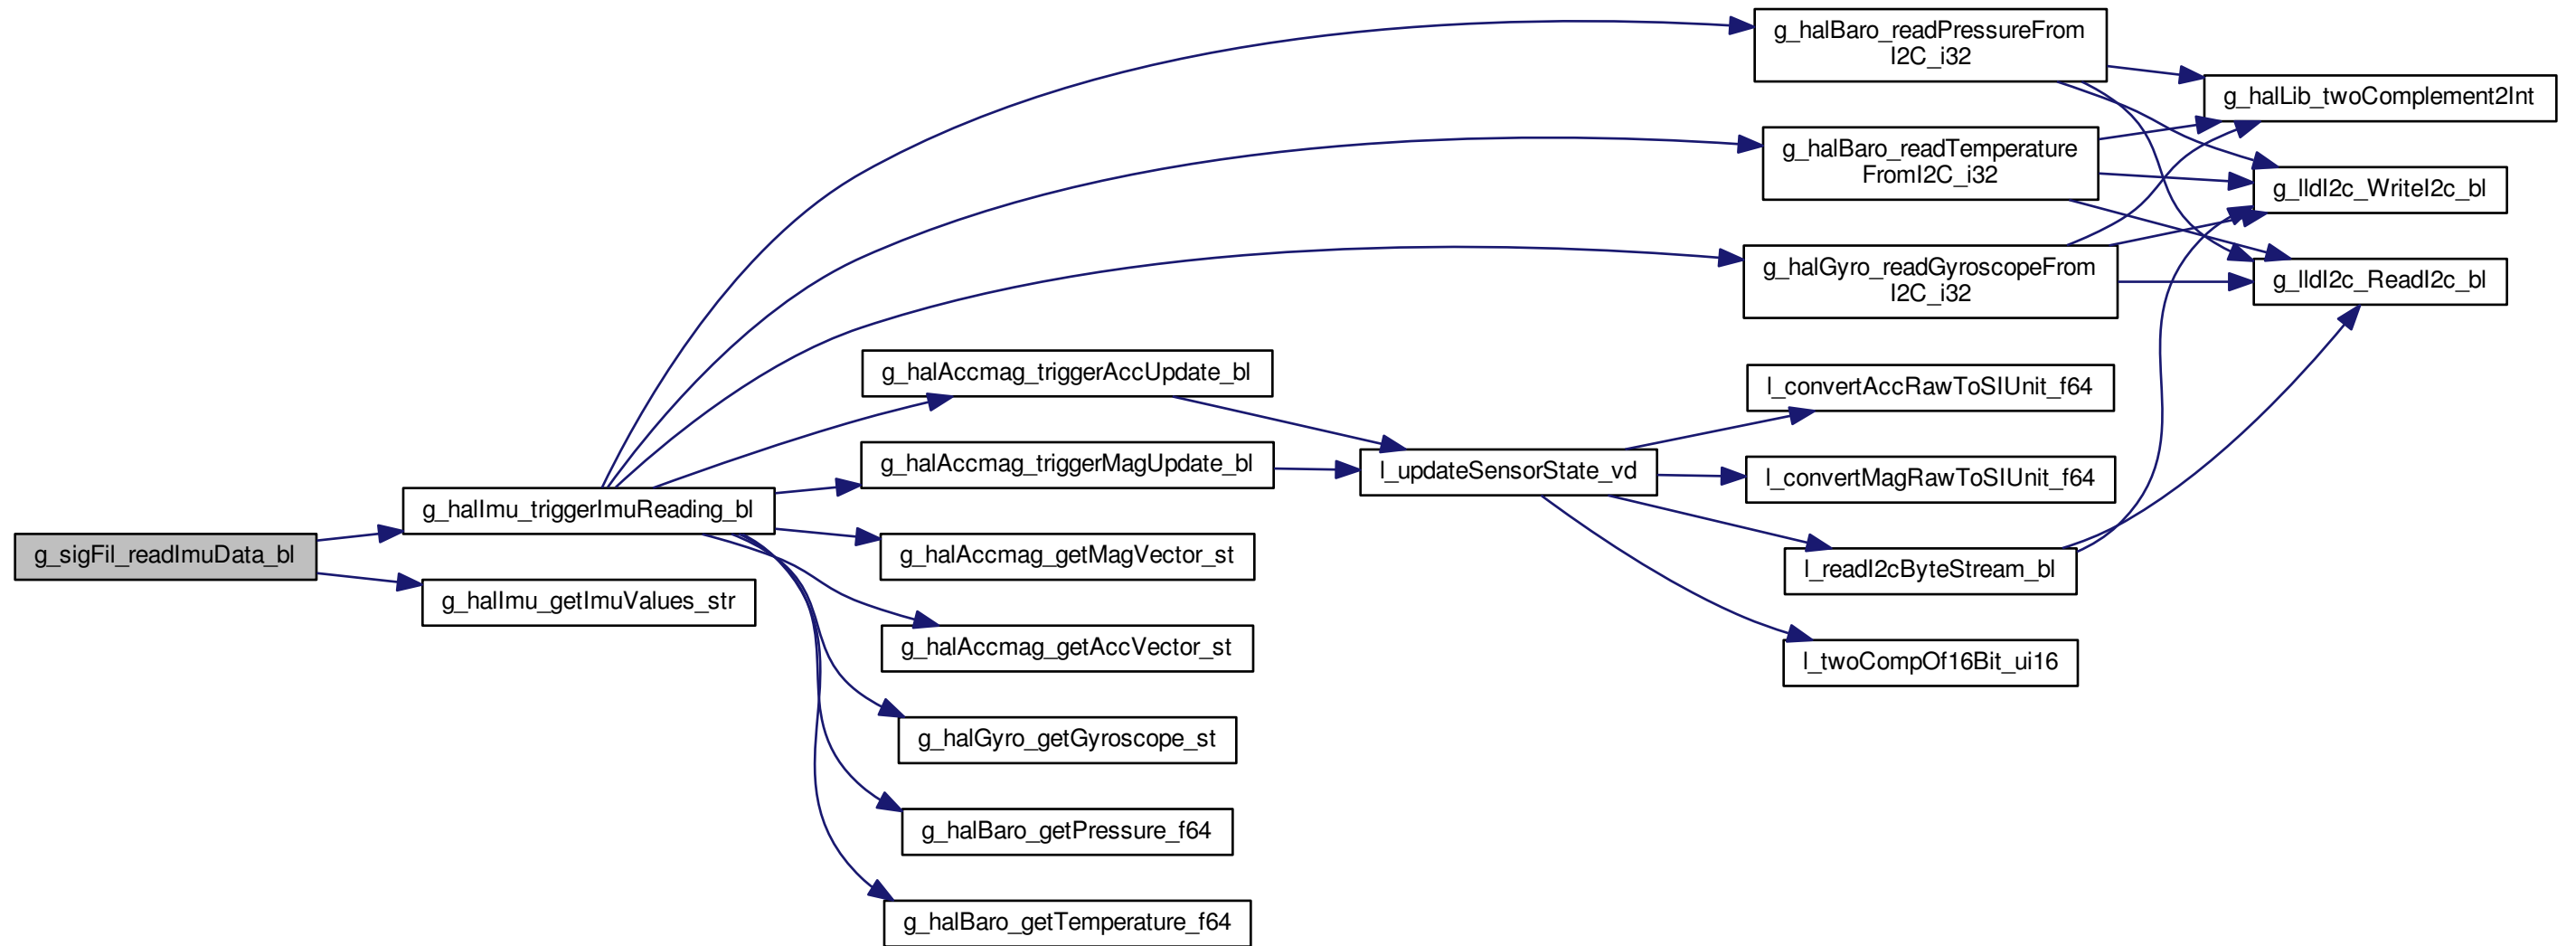 g_halBaro_readPressureFrom
I2C_i32
g_halLib_twoComplement2Int
g_halBaro_readTemperature
FromI2C_i32
g_lldI2c_WriteI2c_bl
g_halGyro_readGyroscopeFrom
I2C_i32
g_lldI2c_ReadI2c_bl
g_halAccmag_triggerAccUpdate_bl
l_convertAccRawToSIUnit_f64
g_halAccmag_triggerMagUpdate_bl
l_updateSensorState_vd
l_convertMagRawToSIUnit_f64
g_halImu_triggerImuReading_bl
g_sigFil_readImuData_bl
g_halAccmag_getMagVector_st
l_readI2cByteStream_bl
g_halImu_getImuValues_str
g_halAccmag_getAccVector_st
l_twoCompOf16Bit_ui16
g_halGyro_getGyroscope_st
g_halBaro_getPressure_f64
g_halBaro_getTemperature_f64